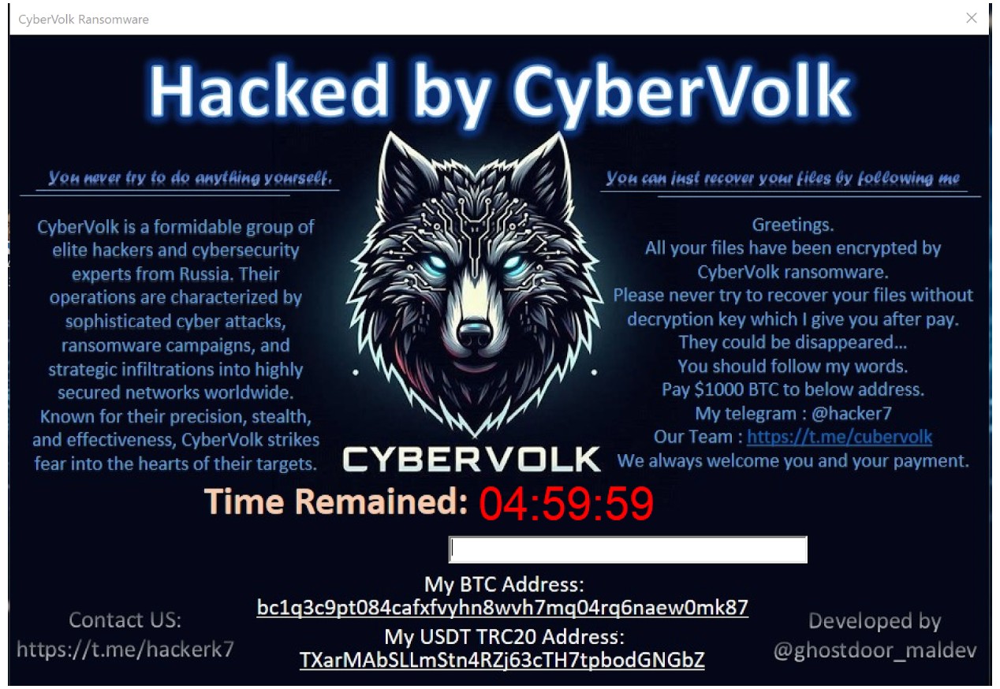 CyberVolk Ransomware
Hacked by CyberVolk
You never try to do anything yourself.
CyberVolk is a formidable group of
elite hackers and cybersecurity
experts from Russia. Their
operations are characterized by
sophisticated cyber attacks,
ransomware campaigns, and
strategic infiltrations into highly
secured networks worldwide.
Known for their precision, stealth,
and effectiveness, CyberVolk strikes
fear into the hearts of their targets.
CYBERVOLK
You can just recover your files by following me
Greetings.
All your files have been encrypted by
CyberVolk ransomware.
Please never try to recover your files without
decryption key which I give you after pay.
They could be disappeared...
You should follow my words.
Pay $1000 BTC to below address.
My telegram : @hacker7
Our Team : https://t.me/cubervolk
We always welcome you and your payment.
Time Remained: 04:59:59
My BTC Address:
bc1q3c9pt084cafxfvyhn8wvh7mq04rq6naew0mk87
My USDT TRC20 Address:
TXarMAbSLLmStn4RZj63cTH7tpbodGNGbZ
Contact US:
https://t.me/hackerk7
Developed by
@ghostdoor_maldev